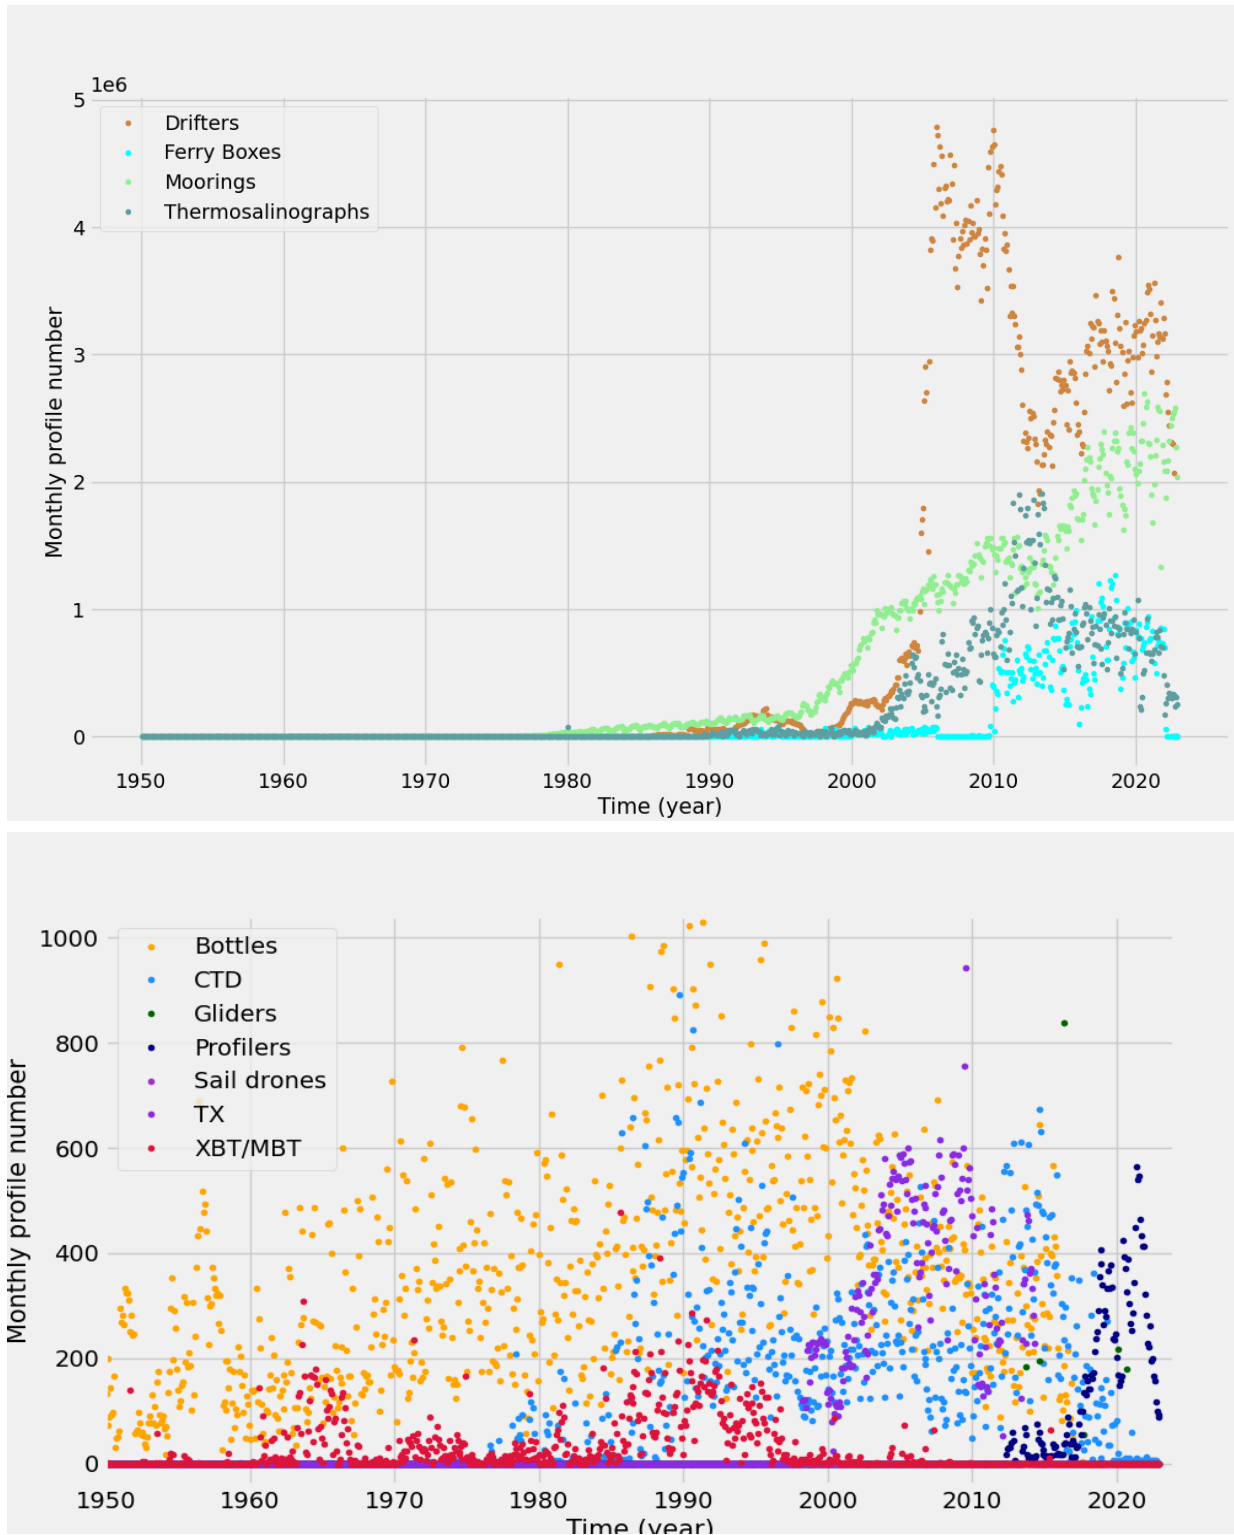 1e6
5
Drifters
Ferry Boxes
Moorings
Thermosalinographs
4
3
2
1
0
Monthly profile number
1950 1960 1970 1980 1990 2000 2010 2020
Time (year)
1000
Bottles
CTD
Gliders
Profilers
Sail drones
TX
XBT/MBT
800
600
400
200
0
Monthly profile number
1950 1960 1970 1980 1990 2000 2010 2020
Time (year)